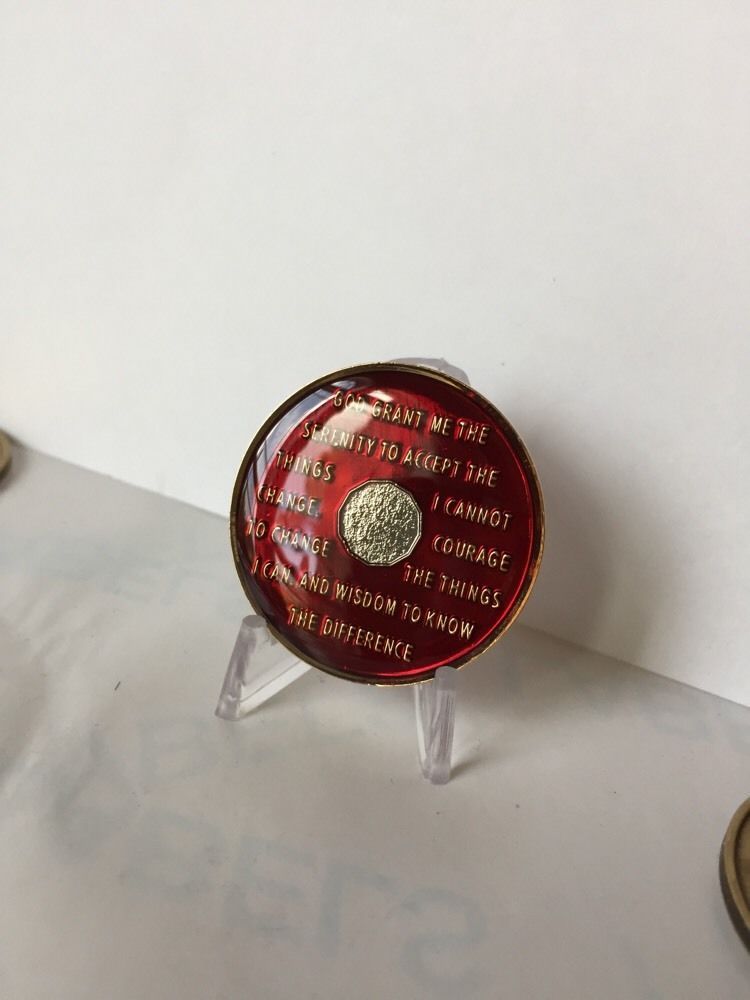 GOD GRANT ME THE
SERENITY TO ACCEPT THE
THINGS I CANNOT
CHANGE, COURAGE
TO CHANGE THE THINGS
I CAN, AND WISDOM TO KNOW
THE DIFFERENCE